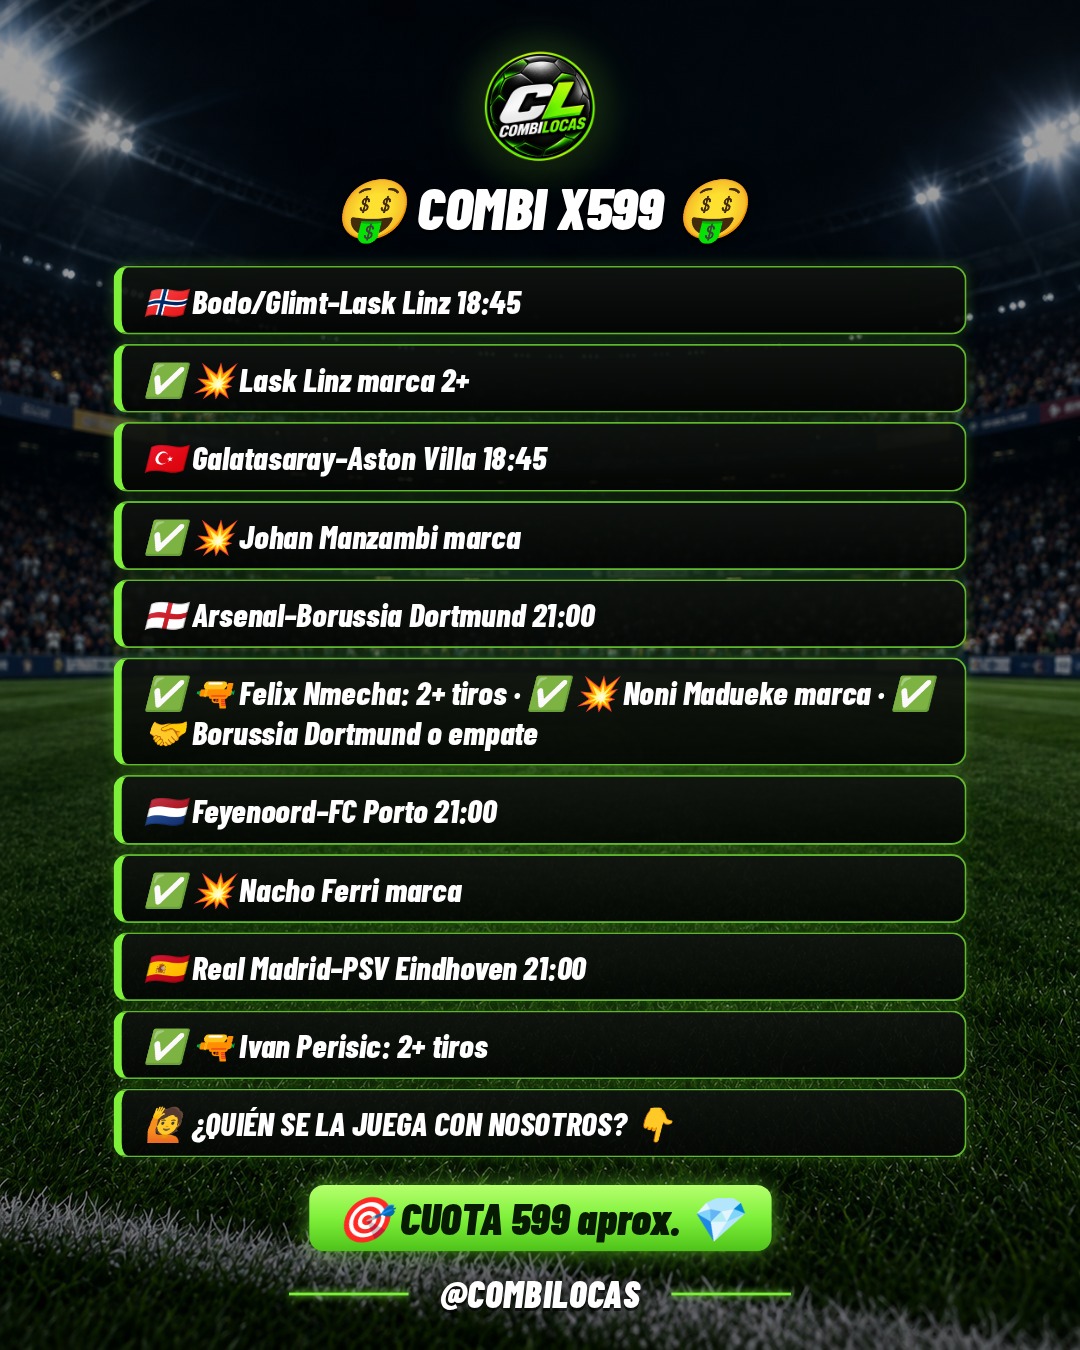 CL
COMBILOCAS
🤑 COMBI X599 🤑
🇳🇴 Bodo/Glimt-Lask Linz 18:45
✅ 💥 Lask Linz marca 2+
🇹🇷 Galatasaray-Aston Villa 18:45
✅ 💥 Johan Manzambi marca
🏴󠁧󠁢󠁥󠁮󠁧󠁿 Arsenal-Borussia Dortmund 21:00
✅ 🔫 Felix Nmecha: 2+ tiros · ✅ 💥 Noni Madueke marca · ✅
🤝 Borussia Dortmund o empate
🇳🇱 Feyenoord-FC Porto 21:00
✅ 💥 Nacho Ferri marca
🇪🇸 Real Madrid-PSV Eindhoven 21:00
✅ 🔫 Ivan Perisic: 2+ tiros
🙋 ¿QUIÉN SE LA JUEGA CON NOSOTROS? 👇
🎯 CUOTA 599 aprox. 💎
@COMBILOCAS